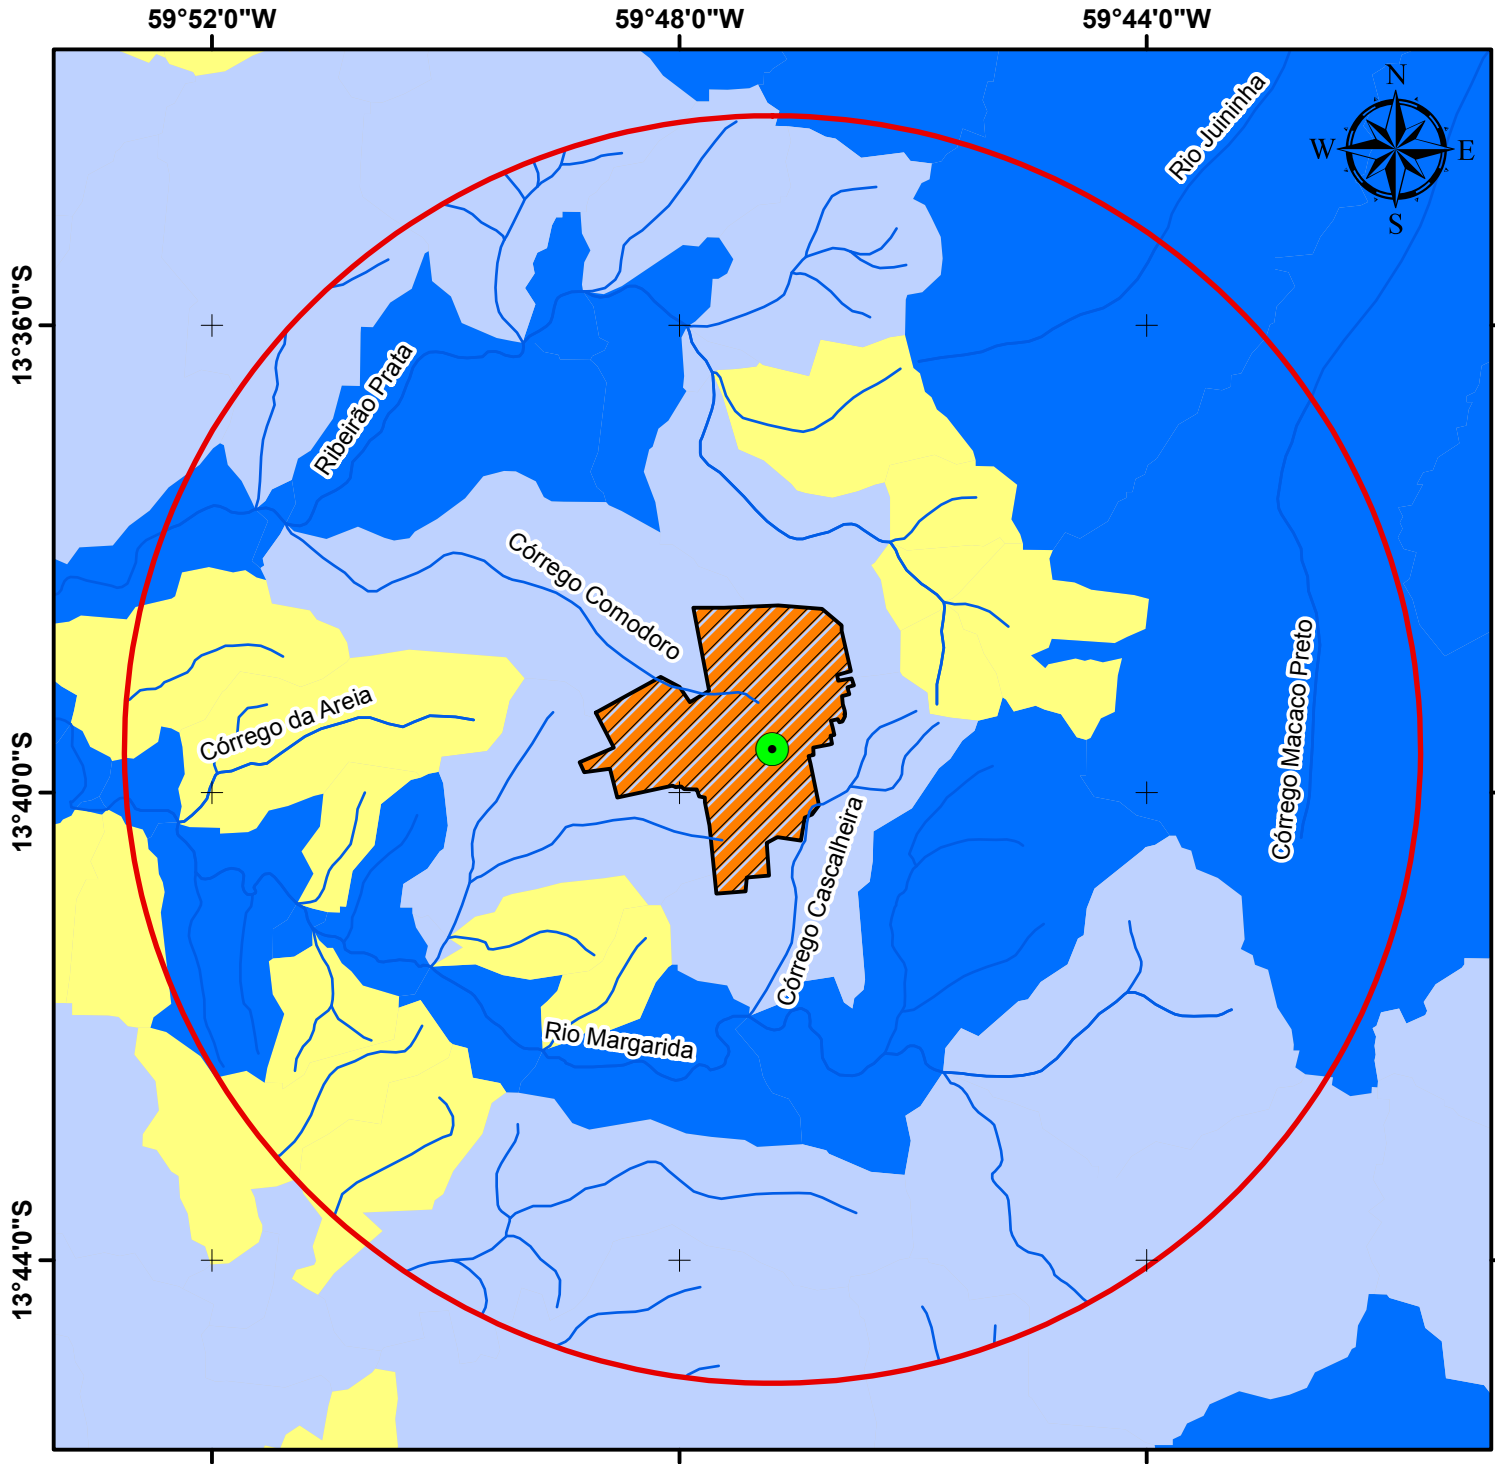 59°52'0"W
59°48'0"W
59°44'0"W
N
W
E
S
Rio Juininha
13°36'0"S
Ribeirão Prata
Córrego Comodoro
Córrego Macaco Preto
Córrego da Areia
13°40'0"S
Córrego Cascalheira
Rio Margarida
13°44'0"S